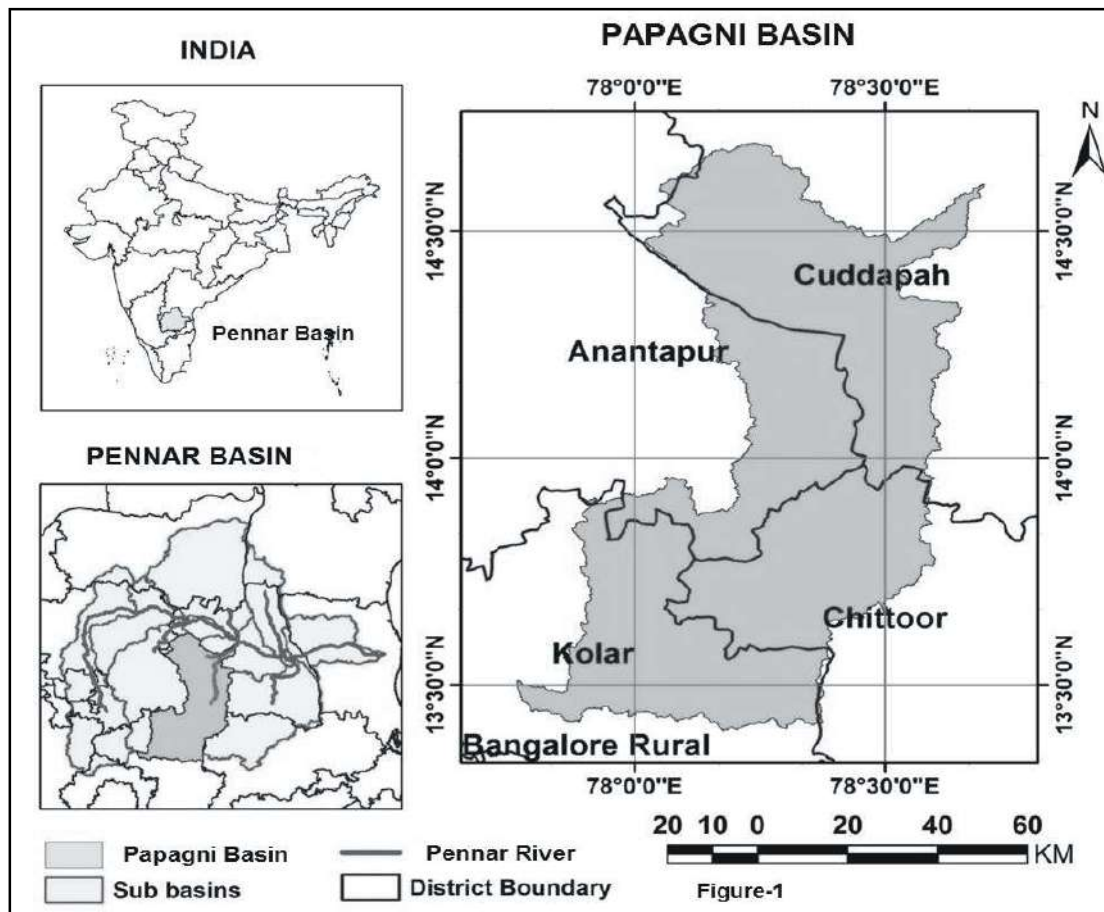 INDIA
Pennar Basin
PENNAR BASIN
PAPAGNI BASIN
78°0'0"E 78°30'0"E
N
14°30'0"N 14°30'0"N
Cuddapah
Anantapur
14°0'0"N 14°0'0"N
Chittoor
Kolar
13°30'0"N 13°30'0"N
Bangalore Rural
78°0'0"E 78°30'0"E
20 10 0 20 40 60
KM
Papagni Basin
Pennar River
Sub basins
District Boundary
Figure-1